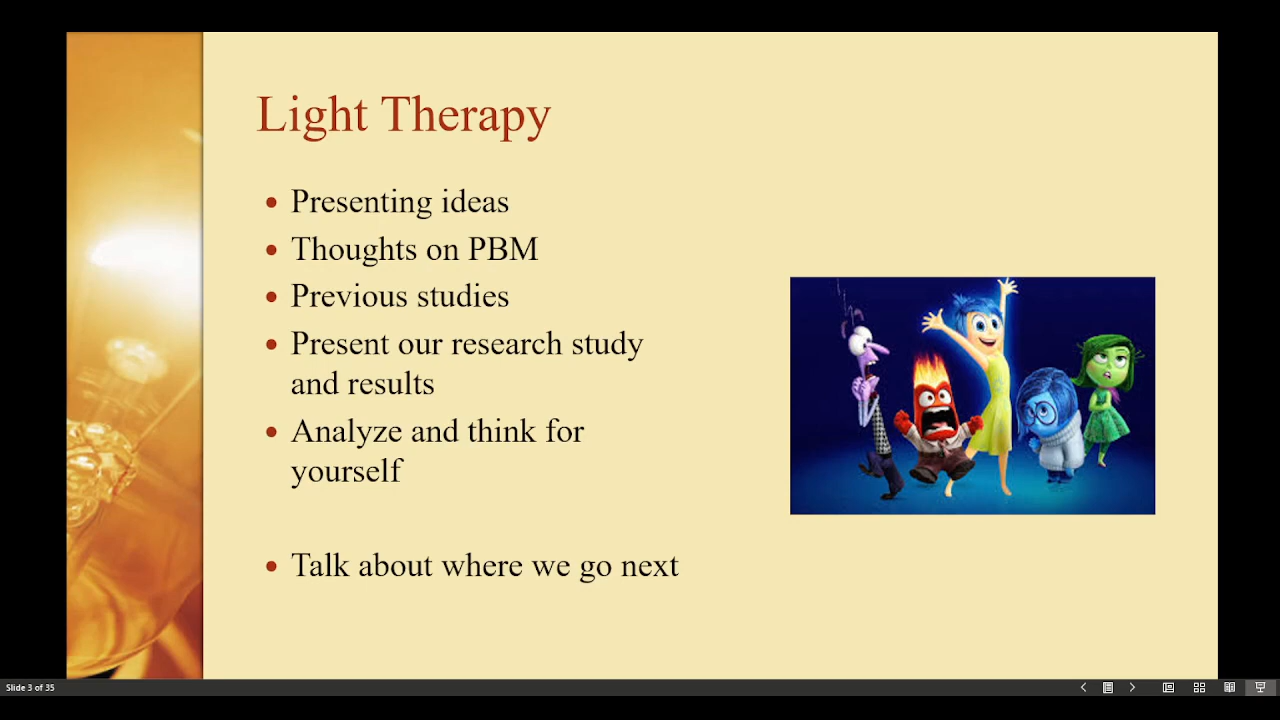 Light Therapy
• Presenting ideas
• Thoughts on PBM
• Previous studies
• Present our research study
and results
• Analyze and think for
yourself
• Talk about where we go next
Slide 3 of 35